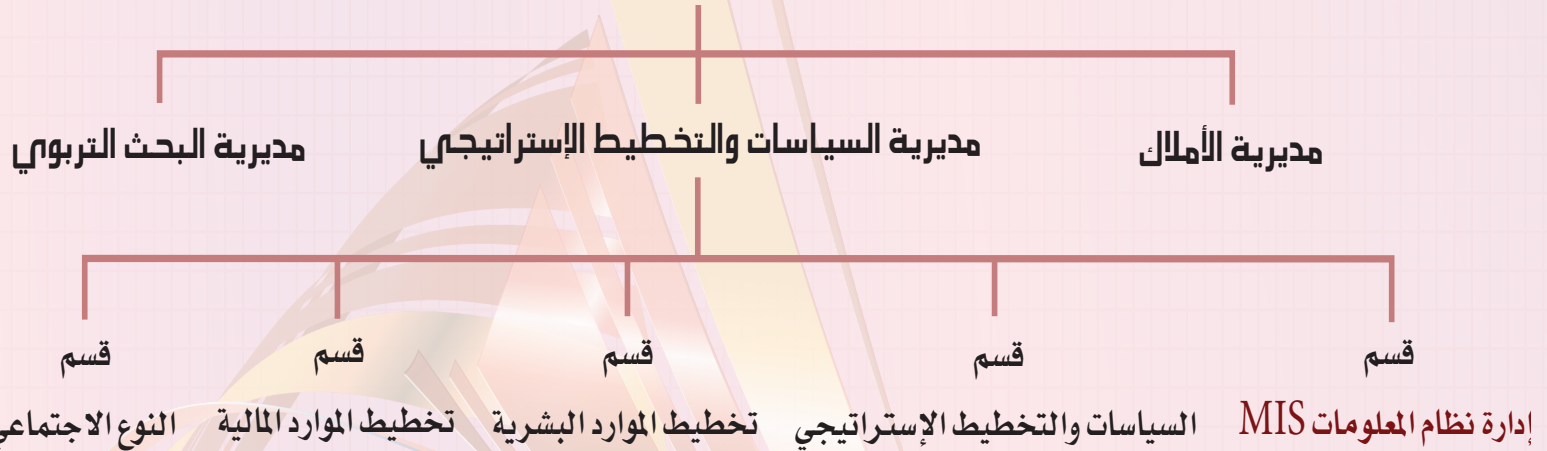 مديرية الأملاك
مديرية السياسات والتخطيط الإستراتيجي
مديرية البحث التربوي
قسم
إدارة نظام المعلومات MIS
قسم
السياسات والتخطيط الإستراتيجي
قسم
تخطيط الموارد البشرية
قسم
تخطيط الموارد المالية
قسم
النوع الاجتماعي